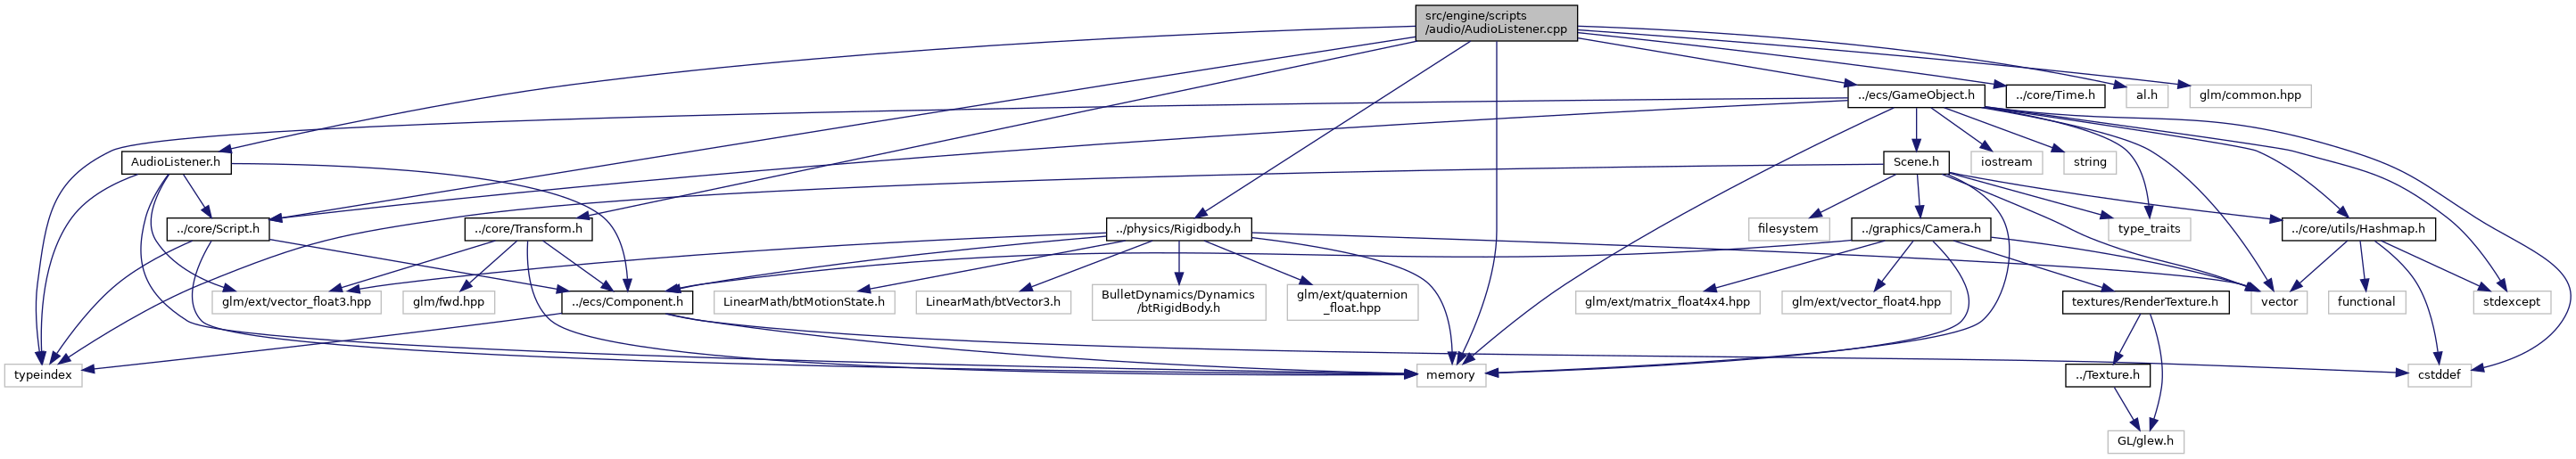 src/engine/scripts
/audio/AudioListener.cpp
../ecs/GameObject.h
../core/Time.h
al.h
glm/common.hpp
AudioListener.h
Scene.h
iostream
string
../core/Script.h
../core/Transform.h
../physics/Rigidbody.h
filesystem
../graphics/Camera.h
type_traits
../core/utils/Hashmap.h
glm/ext/vector_float3.hpp
glm/fwd.hpp
../ecs/Component.h
LinearMath/btMotionState.h
LinearMath/btVector3.h
BulletDynamics/Dynamics
/btRigidBody.h
glm/ext/quaternion
_float.hpp
glm/ext/matrix_float4x4.hpp
glm/ext/vector_float4.hpp
textures/RenderTexture.h
vector
functional
stdexcept
typeindex
memory
../Texture.h
cstddef
GL/glew.h